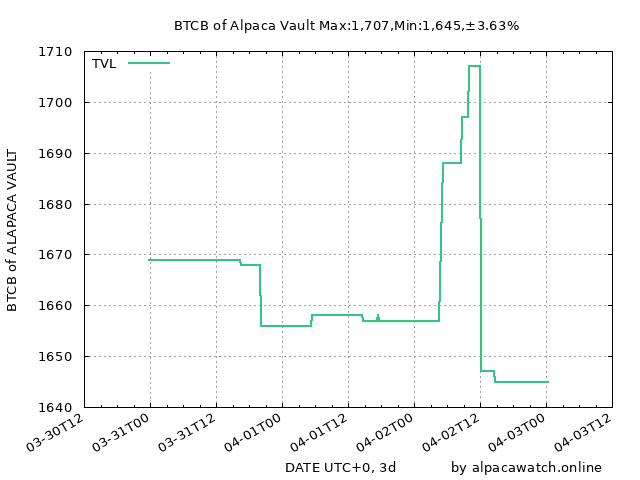 BTCB of Alpaca Vault Max:1,707,Min:1,645,±3.63%
TVL
BTCB of ALAPACA VAULT
1710
1700
1690
1680
1670
1660
1650
1640
03-30T12 03-31T00 03-31T12 04-01T00 04-01T12 04-02T00 04-02T12 04-03T00 04-03T12
DATE UTC+0, 3d by alpacawatch.online